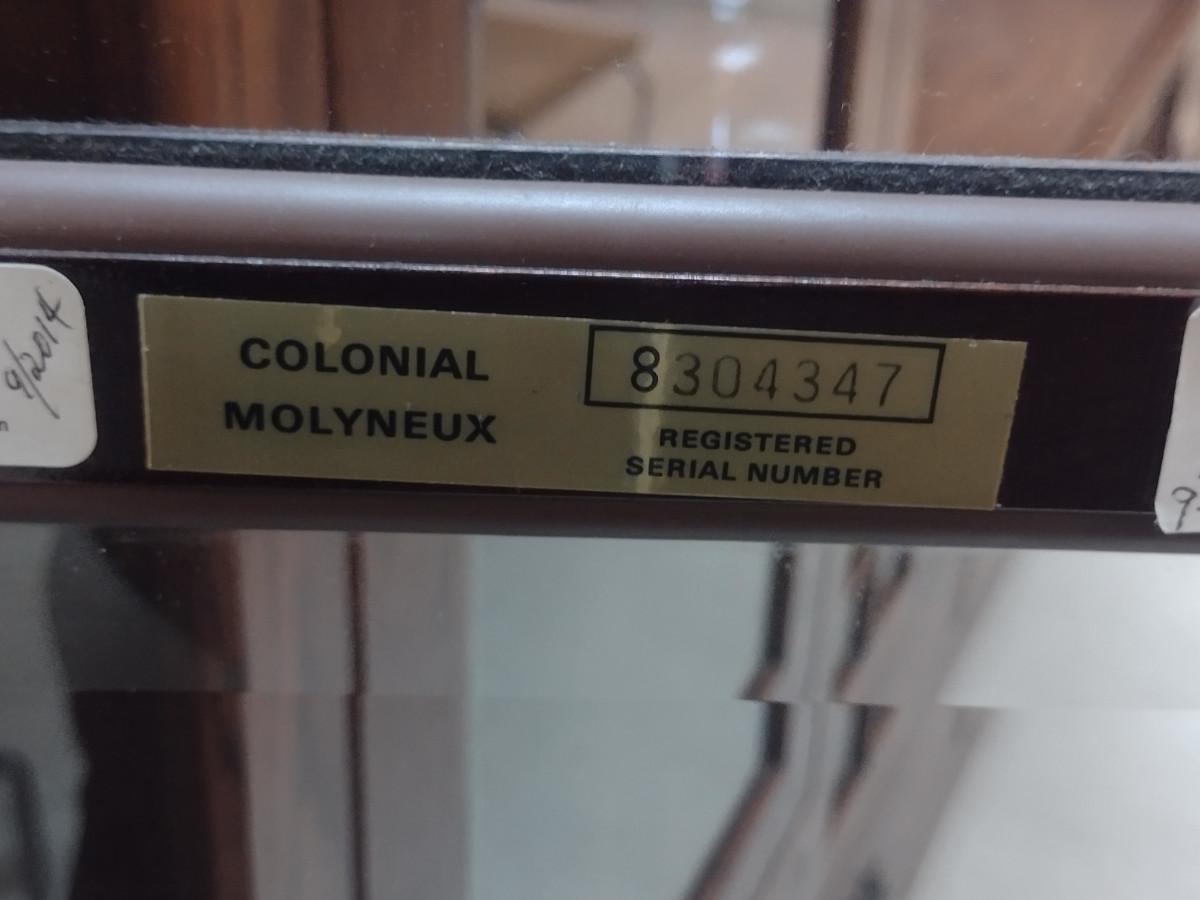 9/2014
n
COLONIAL
MOLYNEUX
8304347
REGISTERED
SERIAL NUMBER